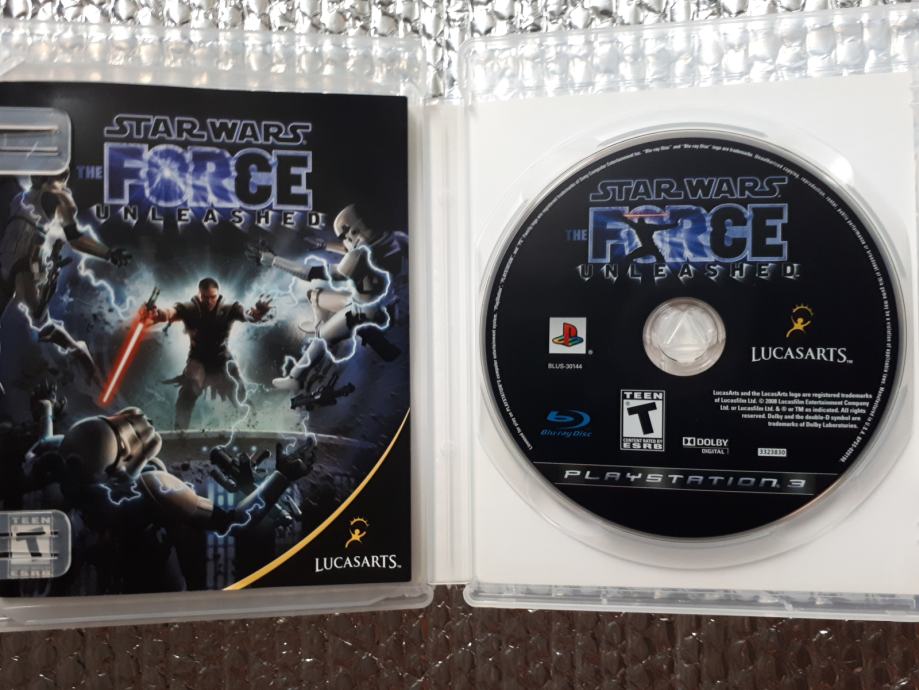 STAR WARS
THE FORCE
UNLEASHED
TEEN
T
ESRB
LUCASARTS™
STAR WARS
THE FORCE
UNLEASHED
BLUS-30144
LUCASARTS™
TEEN
T
CONTENT RATED BY
ESRB
Blu-ray Disc
DOLBY
DIGITAL
LucasArts and the LucasArts logo are registered trademarks
of Lucasfilm Ltd. © 2008 Lucasfilm Entertainment Company
Ltd. or Lucasfilm Ltd. & ® or TM as indicated. All rights
reserved. Dolby and the double-D symbol are
trademarks of Dolby Laboratories.
3323830
PLAYSTATION 3